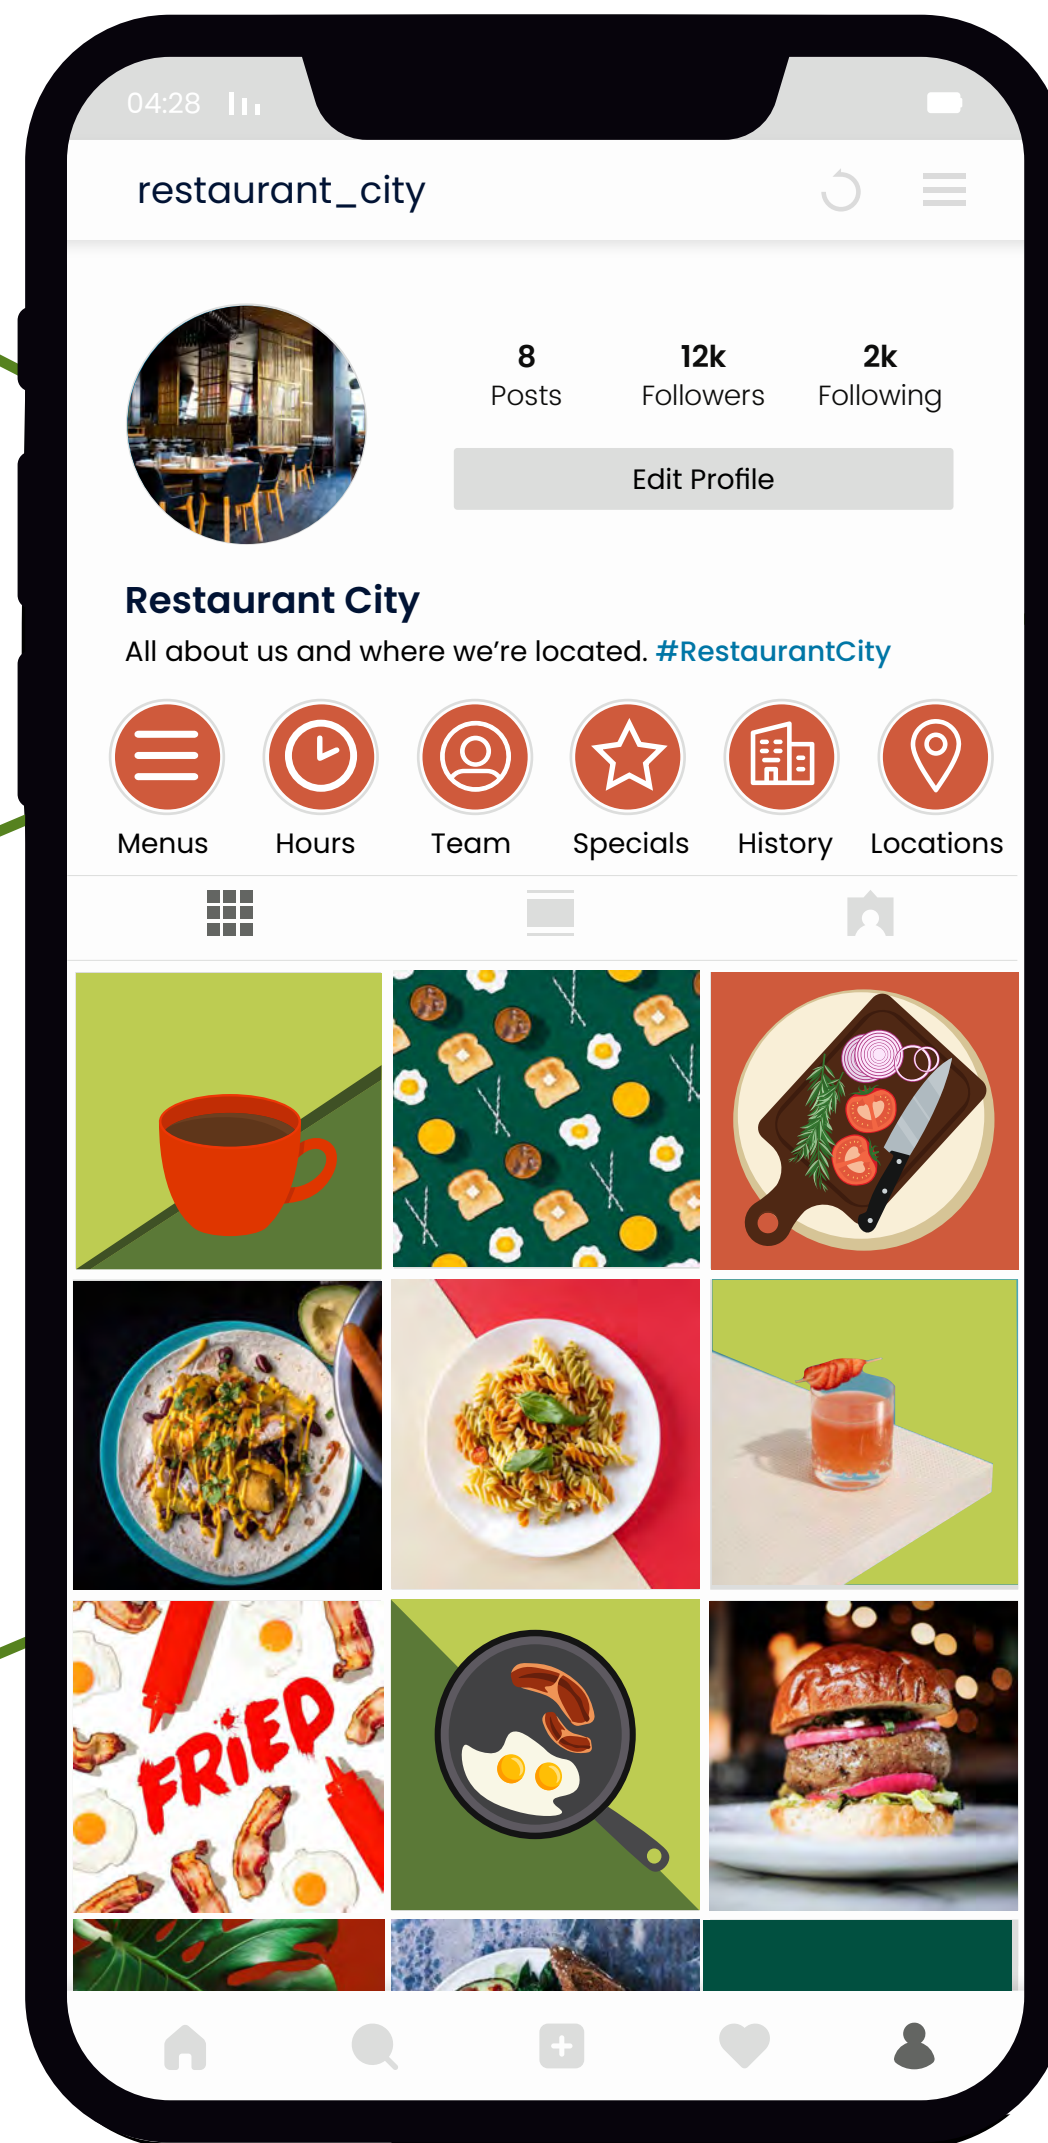 04:28
restaurant_city
8 12k 2k
Posts Followers Following
Edit Profile
Restaurant City
All about us and where we’re located. #RestaurantCity
Menus Hours Team Specials History Locations
FRiED